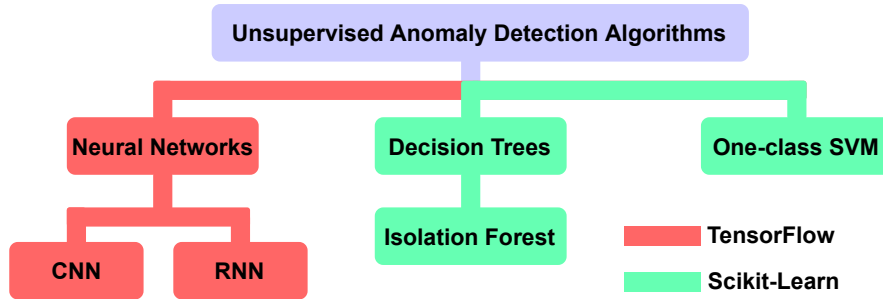 Unsupervised Anomaly Detection Algorithms
Neural Networks
Decision Trees
One-class SVM
Isolation Forest
CNN
RNN
TensorFlow
Scikit-Learn